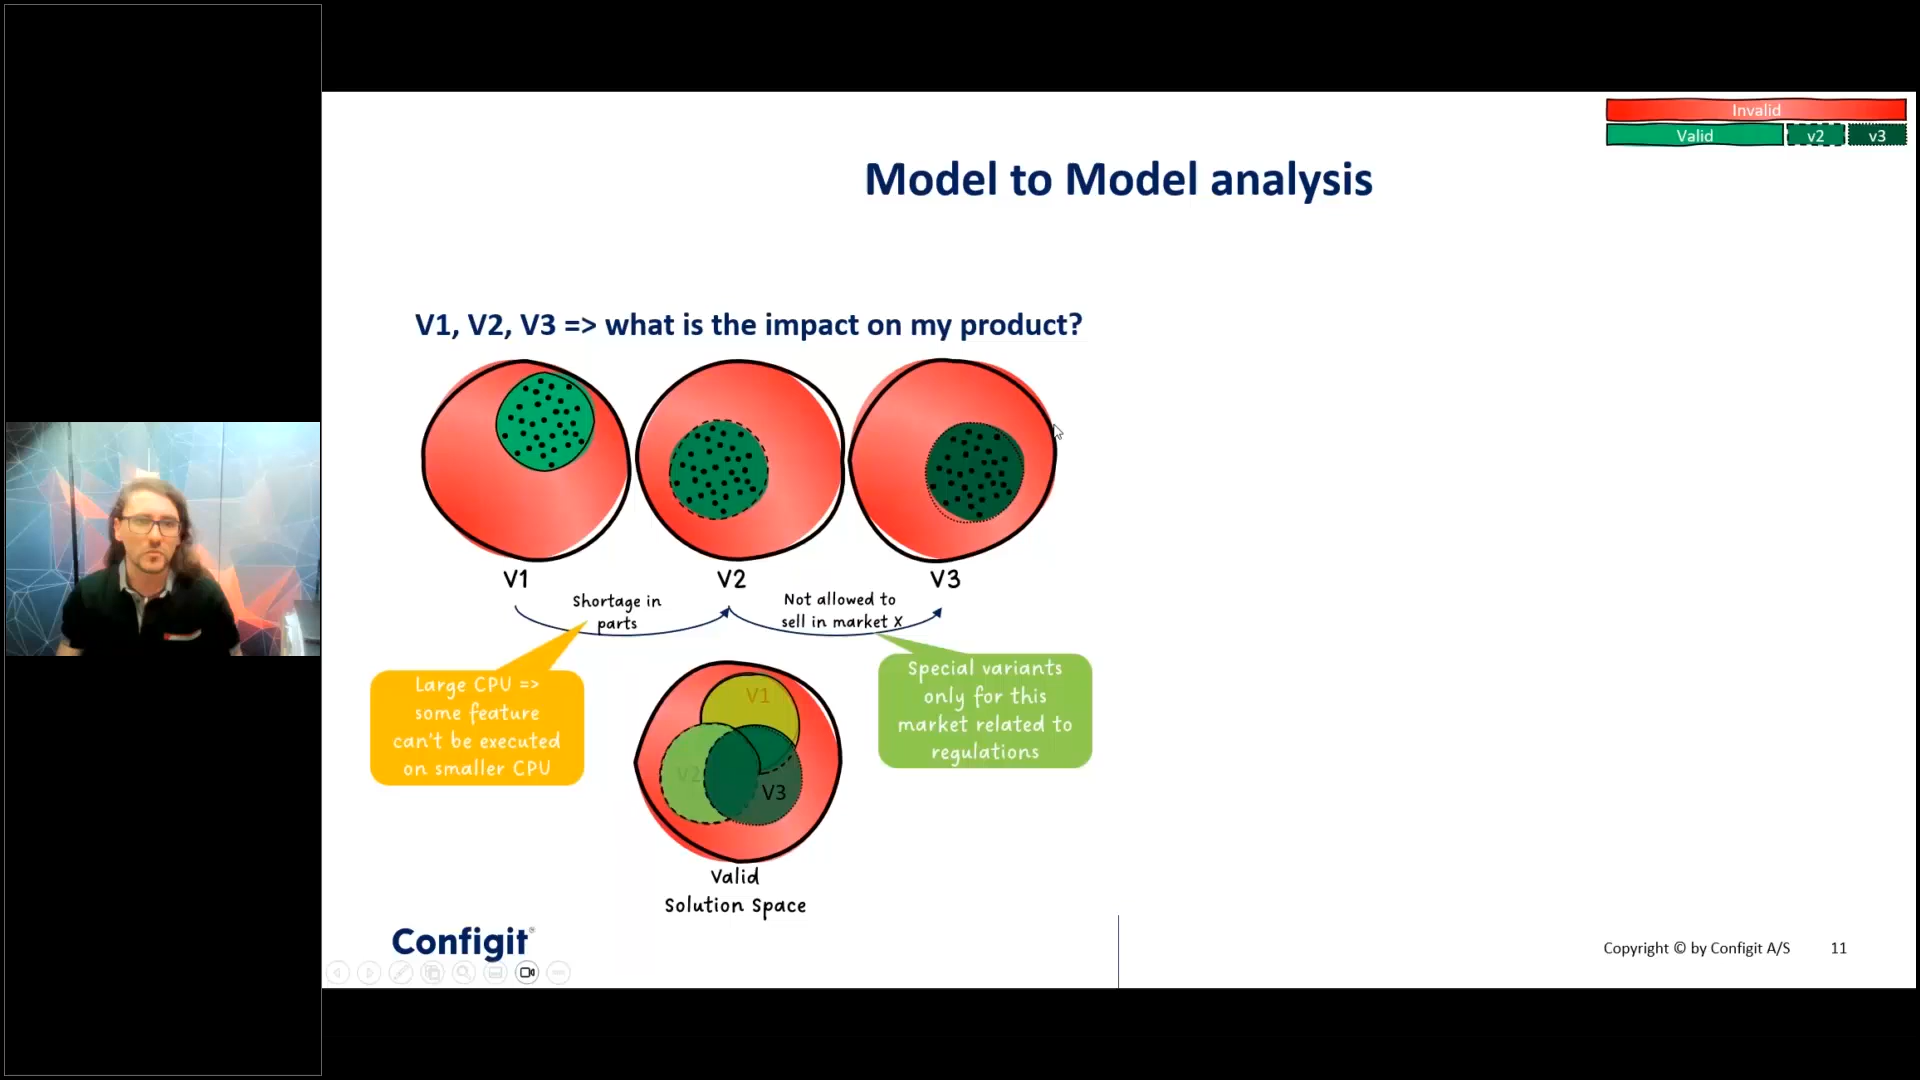 Invalid
Valid v2 v3
Model to Model analysis
V1, V2, V3 => what is the impact on my product?
V1 V2 V3
Shortage in
parts
Not allowed to
sell in market X
Large CPU =>
some feature
can't be executed
on smaller CPU
Special variants
only for this
market related to
regulations
V1
V2
V3
Valid
Solution Space
Configit®
Copyright © by Configit A/S 11